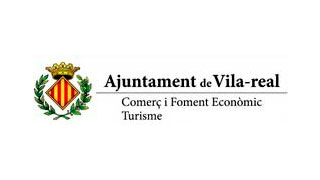 Ajuntament de Vila-real
Comerç i Foment Econòmic
Turisme